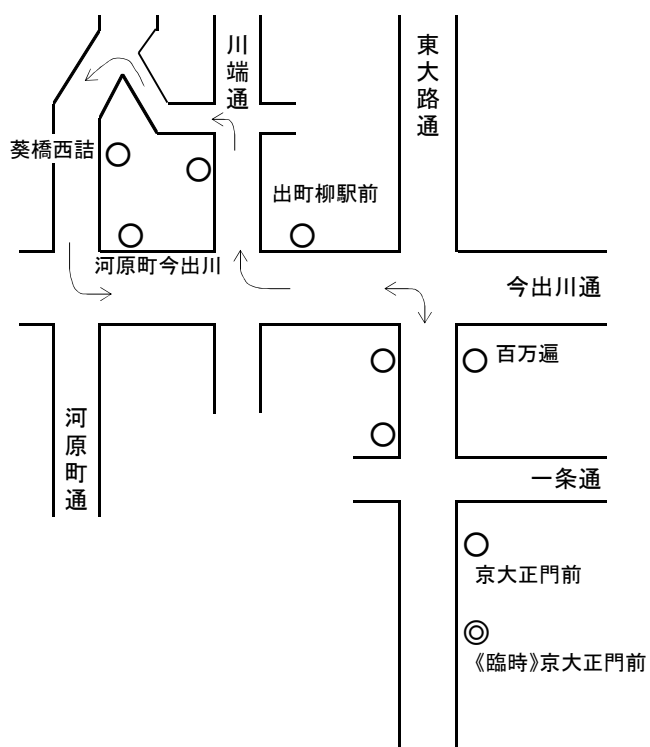 川端通
東大路通
葵橋西詰
出町柳駅前
河原町今出川
今出川通
百万遍
河原町通
一条通
京大正門前
《臨時》京大正門前